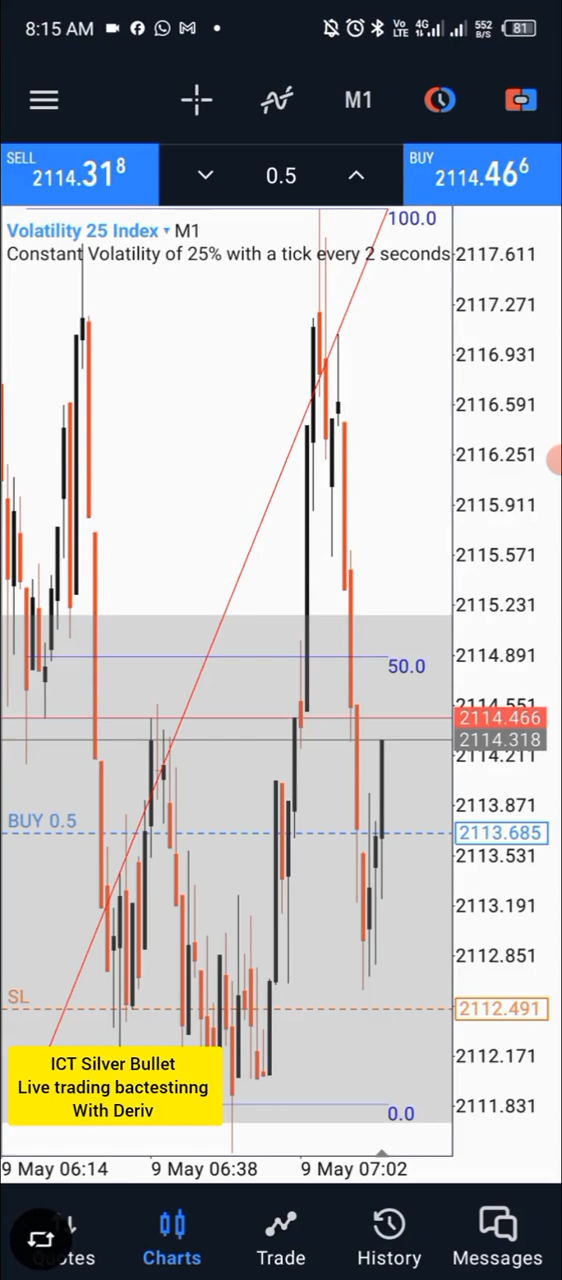 8:15 AM
Vo LTE 4G 552 B/S 81
M1
SELL 2114.318
0.5
BUY 2114.466
Volatility 25 Index M1
100.0
Constant Volatility of 25% with a tick every 2 seconds
2117.611
2117.271
2116.931
2116.591
2116.251
2115.911
2115.571
2115.231
2114.891
50.0
2114.551
2114.466
2114.318
2114.211
2113.871
BUY 0.5
2113.685
2113.531
2113.191
2112.851
SL
2112.491
2112.171
ICT Silver Bullet
Live trading bactestinng
With Deriv
2111.831
0.0
9 May 06:14 9 May 06:38 9 May 07:02
Charts Trade History Messages